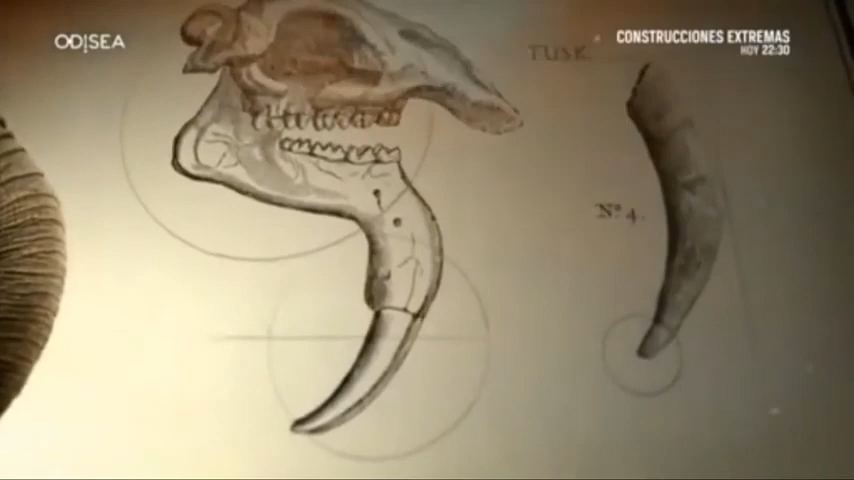 ODISEA
CONSTRUCCIONES EXTREMAS
HOY 22:30
TUSK.
Nº 4.